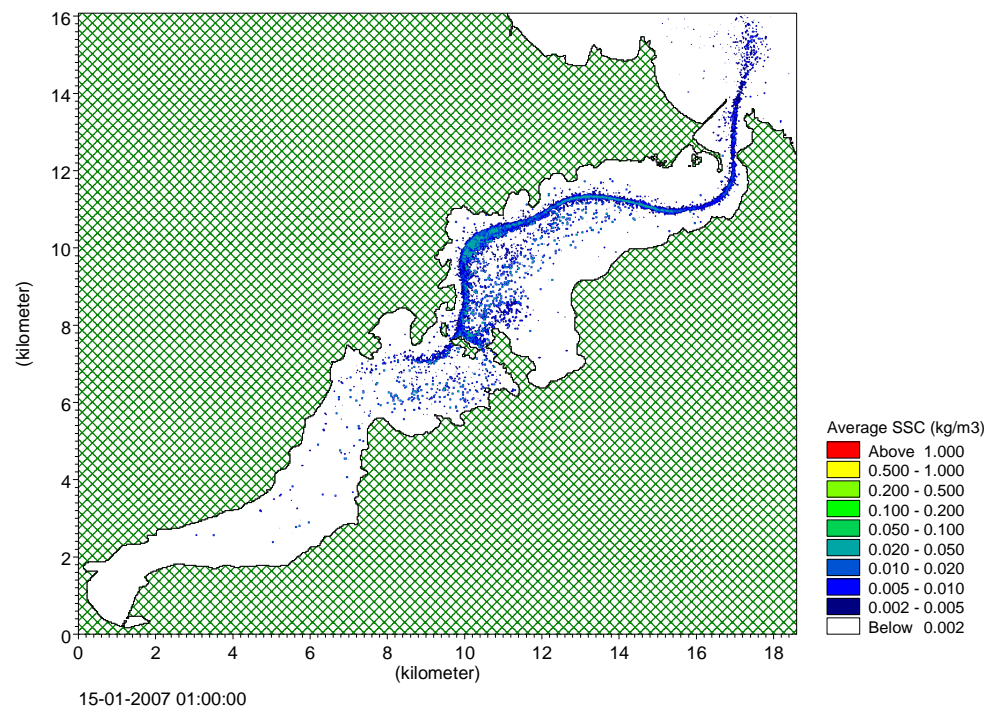 16
14
12
10
8
6
4
2
0
(kilometer)
0 2 4 6 8 10 12 14 16 18
(kilometer)
15-01-2007 01:00:00
Average SSC (kg/m3)
Above 1.000
0.500 - 1.000
0.200 - 0.500
0.100 - 0.200
0.050 - 0.100
0.020 - 0.050
0.010 - 0.020
0.005 - 0.010
0.002 - 0.005
Below 0.002